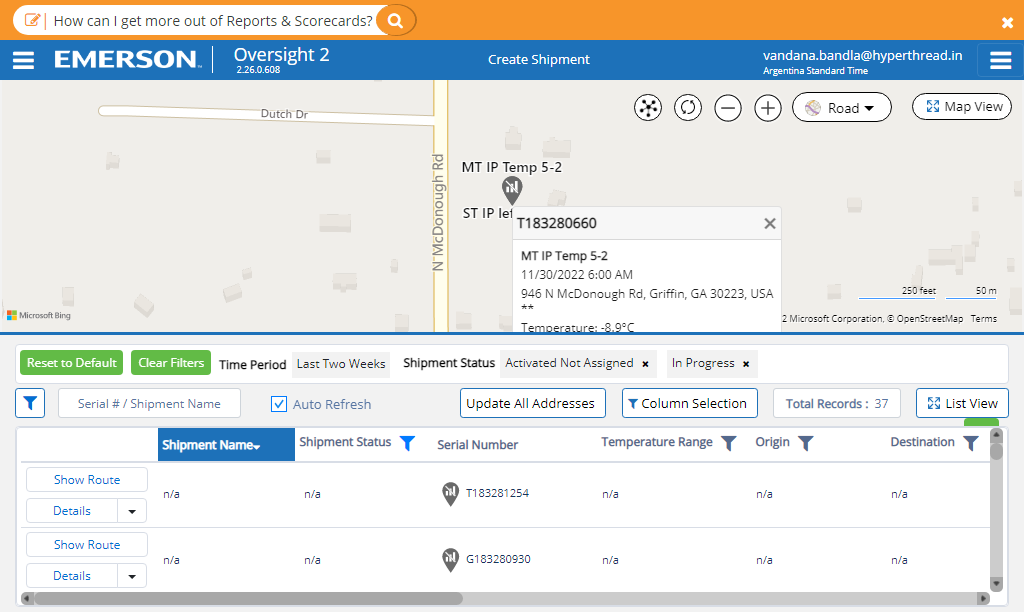 How can I get more out of Reports & Scorecards?
EMERSON
Oversight 2
2.26.0.608
Create Shipment
vandana.bandla@hyperthread.in
Argentina Standard Time
Dutch Dr
Road
Map View
N McDonough Rd
MT IP Temp 5-2
ST IP lef
T183280660
MT IP Temp 5-2
11/30/2022 6:00 AM
946 N McDonough Rd, Griffin, GA 30223, USA
**
Temperature: -8.9°C
250 feet 50 m
Microsoft Bing
2 Microsoft Corporation, © OpenStreetMap Terms
Reset to Default Clear Filters Time Period Last Two Weeks Shipment Status Activated Not Assigned × In Progress ×
Serial # / Shipment Name Auto Refresh Update All Addresses Column Selection Total Records : 37 List View
Shipment Name Shipment Status Serial Number Temperature Range Origin Destination
Show Route
Details
n/a n/a T183281254 n/a n/a n/a
Show Route
Details
n/a n/a G183280930 n/a n/a n/a